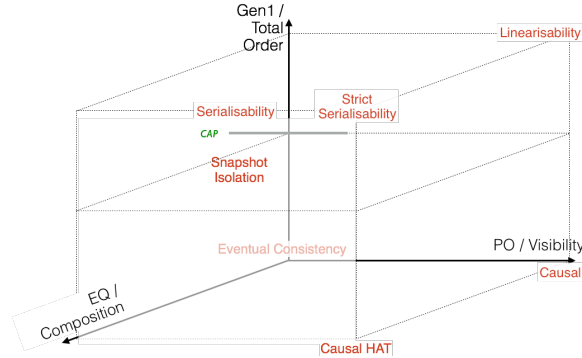 Gen1 /
Total
Order
Linearisability
Strict
Serialisability
Serialisability
CAP
Snapshot
Isolation
Eventual Consistency
PO / Visibility
Causal
EQ /
Composition
Causal HAT